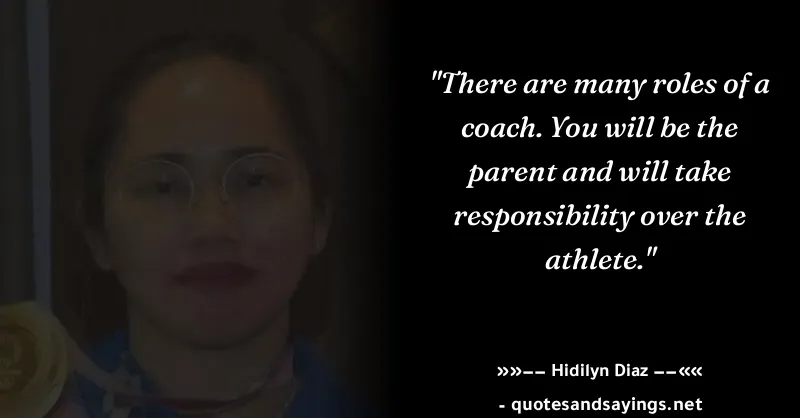 "There are many roles of a
coach. You will be the
parent and will take
responsibility over the
athlete."
»»−− Hidilyn Diaz −−««
- quotesandsayings.net